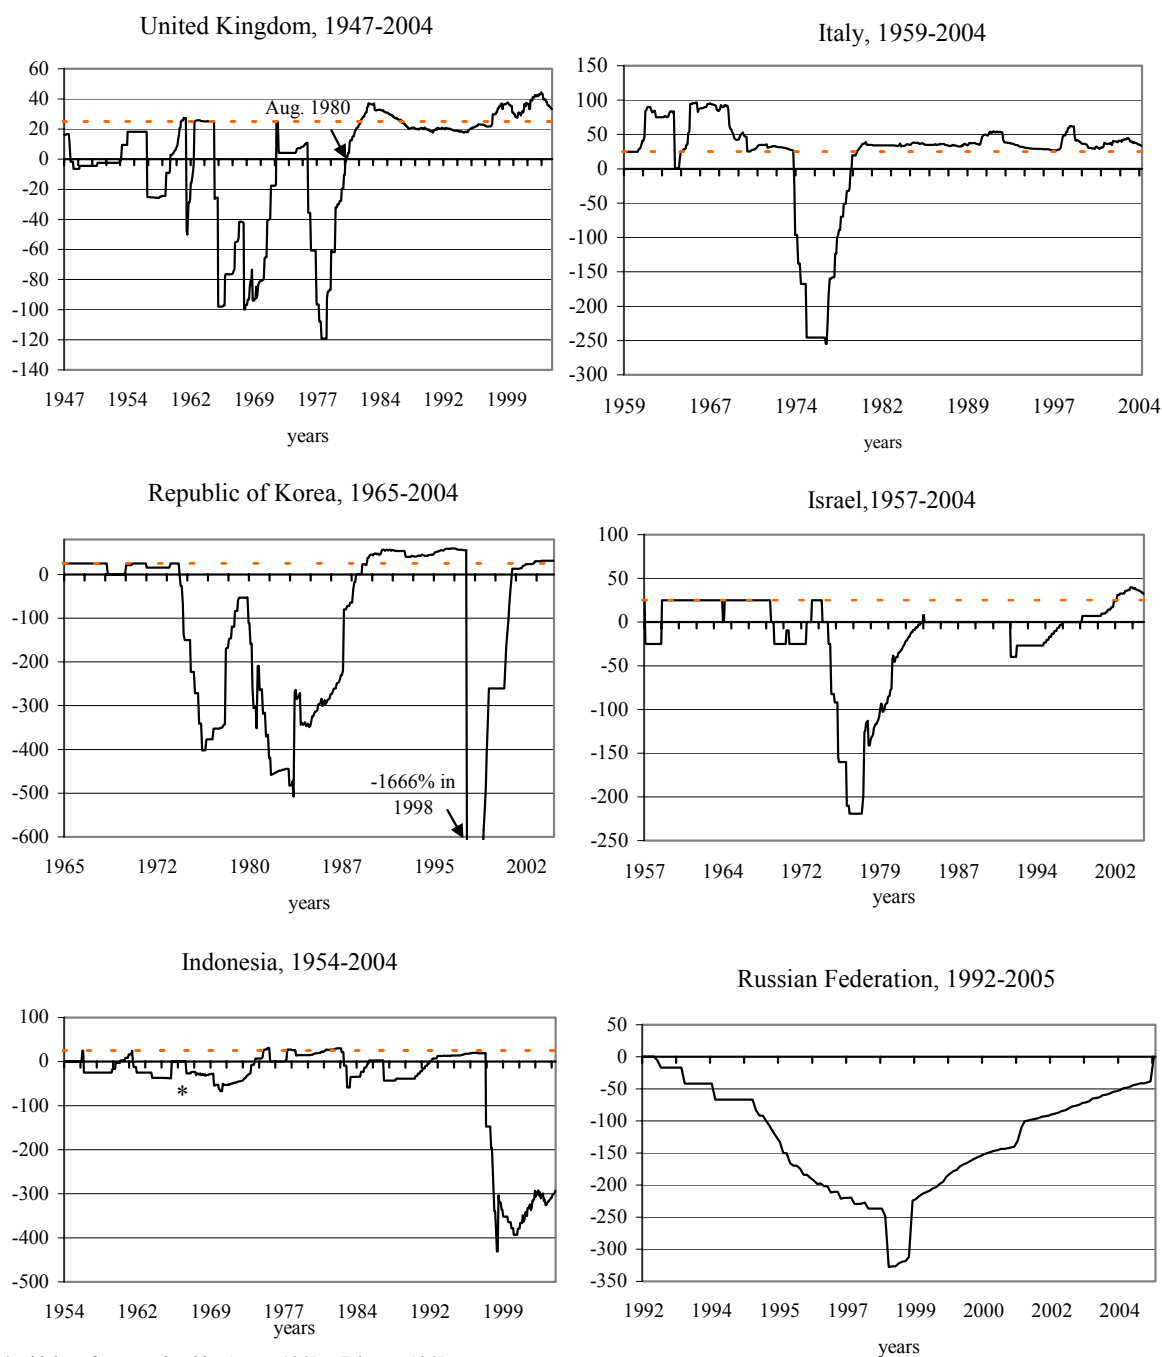 United Kingdom, 1947-2004
60
40
20
0
-20
-40
-60
-80
-100
-120
-140
Aug. 1980
1947 1954 1962 1969 1977 1984 1992 1999
years
Italy, 1959-2004
150
100
50
0
-50
-100
-150
-200
-250
-300
1959 1967 1974 1982 1989 1997 2004
years
Republic of Korea, 1965-2004
0
-100
-200
-300
-400
-500
-600
-1666% in
1998
1965 1972 1980 1987 1995 2002
years
Israel,1957-2004
100
50
0
-50
-100
-150
-200
-250
1957 1964 1972 1979 1987 1994 2002
years
Indonesia, 1954-2004
100
0
-100
-200
-300
-400
-500
*
1954 1962 1969 1977 1984 1992 1999
years
Russian Federation, 1992-2005
50
0
-50
-100
-150
-200
-250
-300
-350
1992 1994 1995 1997 1999 2000 2002 2004
years